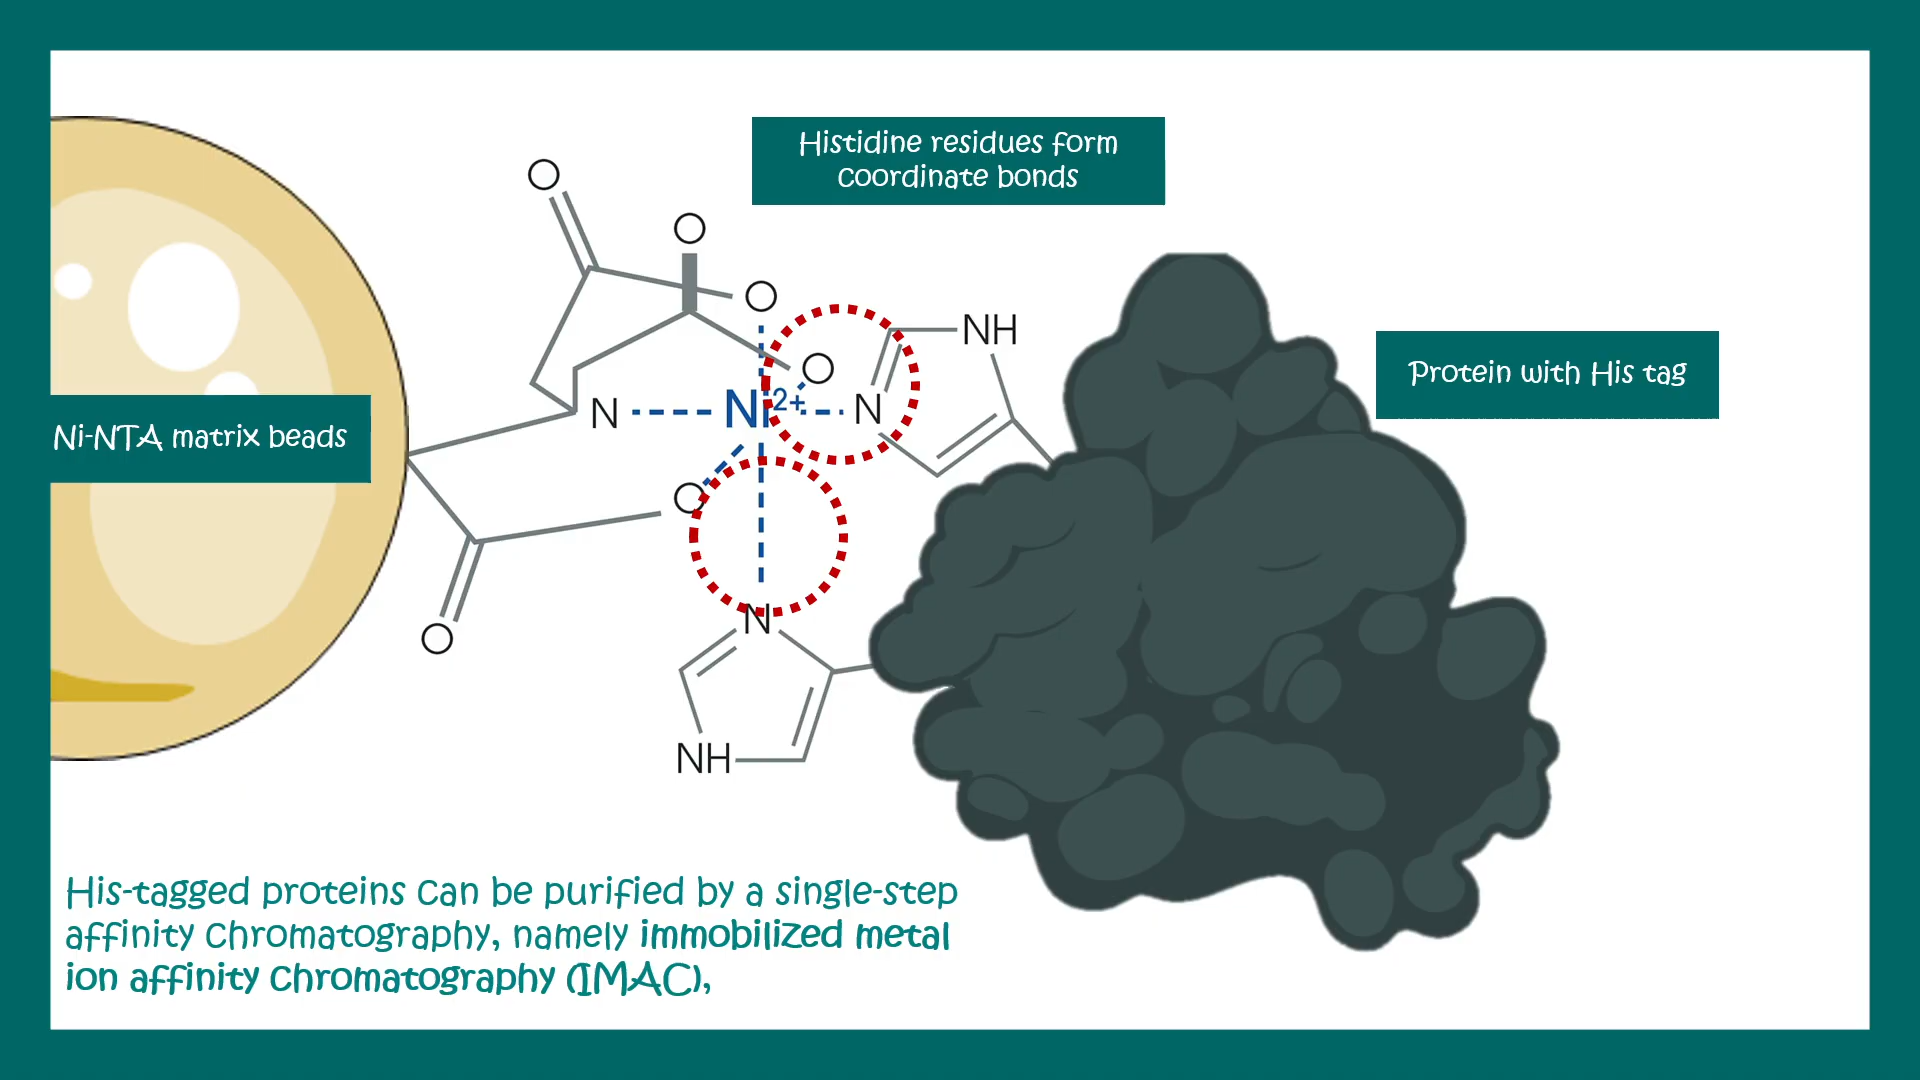 Histidine residues form
coordinate bonds
O
O
O
O
NH
Protein with His tag
N
Ni2+
N
Ni-NTA matrix beads
O
O
N
NH
His-tagged proteins can be purified by a single-step
affinity chromatography, namely immobilized metal
ion affinity chromatography (IMAC),